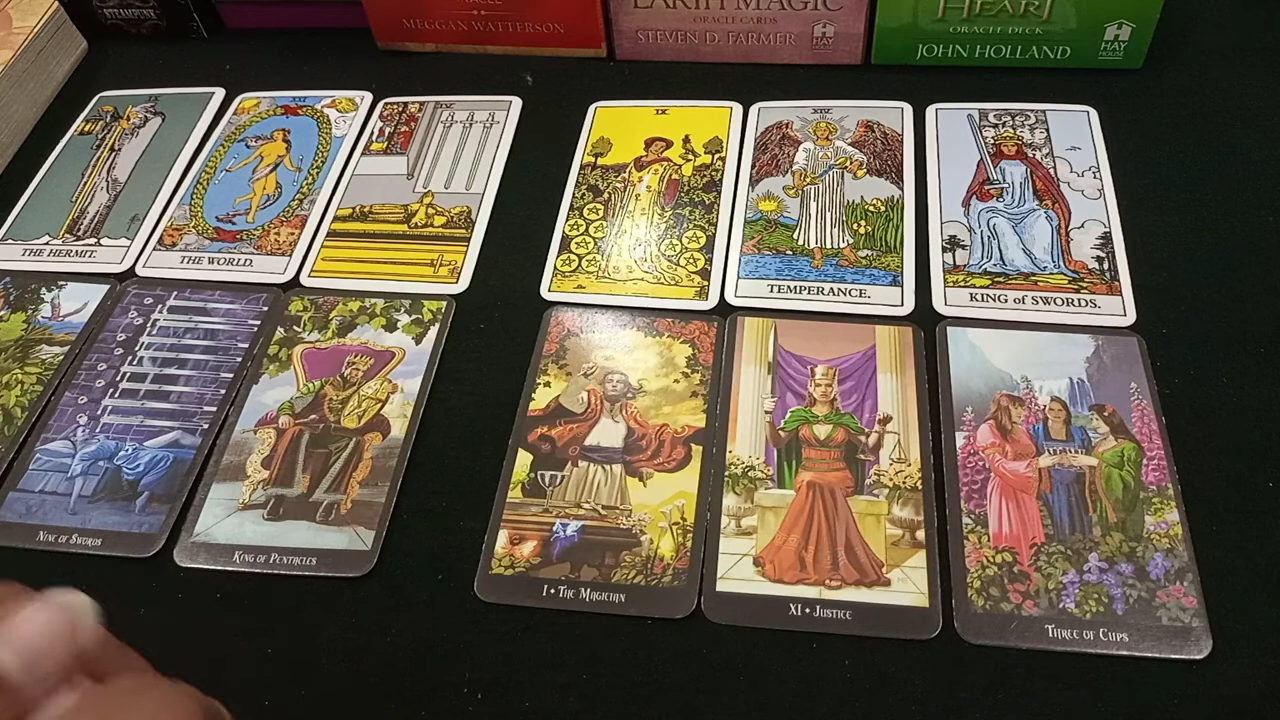 STEAMPUNK
ORACLE
MEGGAN WATTERSON
EARTH MAGIC
ORACLE CARDS
STEVEN D. FARMER
HAY
HOUSE
HEART
ORACLE DECK
JOHN HOLLAND
HAY
HOUSE
IX
THE HERMIT.
XXI
THE WORLD.
IV
IX
XIV
TEMPERANCE.
KING of SWORDS.
NINE OF SWORDS
KING OF PENTACLES
I ♦ THE MAGICIAN
XI ♦ JUSTICE
THREE OF CUPS